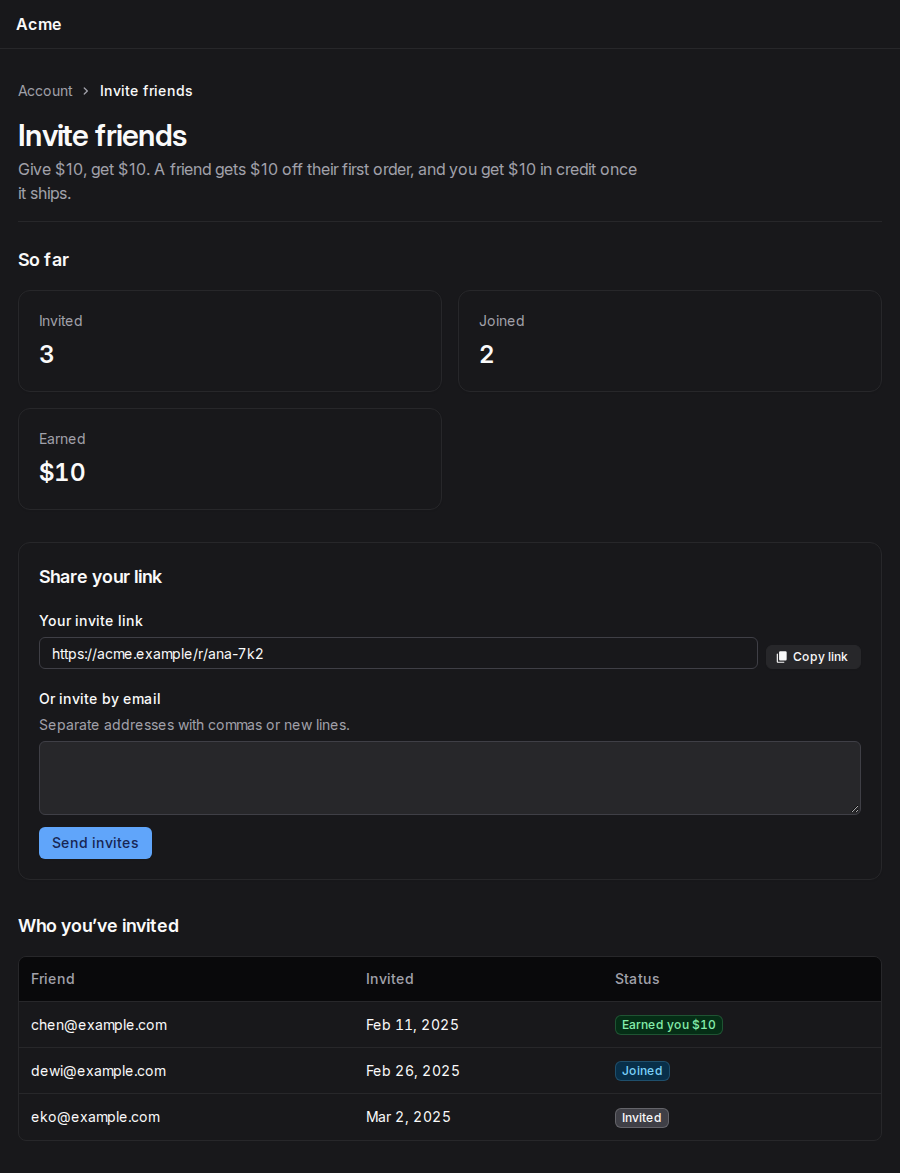 Acme
Account > Invite friends
Invite friends
Give $10, get $10. A friend gets $10 off their first order, and you get $10 in credit once
it ships.
So far
Invited
3
Joined
2
Earned
$10
Share your link
Your invite link
https://acme.example/r/ana-7k2
Copy link
Or invite by email
Separate addresses with commas or new lines.
Send invites
Who you’ve invited
Friend Invited Status
chen@example.com Feb 11, 2025 Earned you $10
dewi@example.com Feb 26, 2025 Joined
eko@example.com Mar 2, 2025 Invited